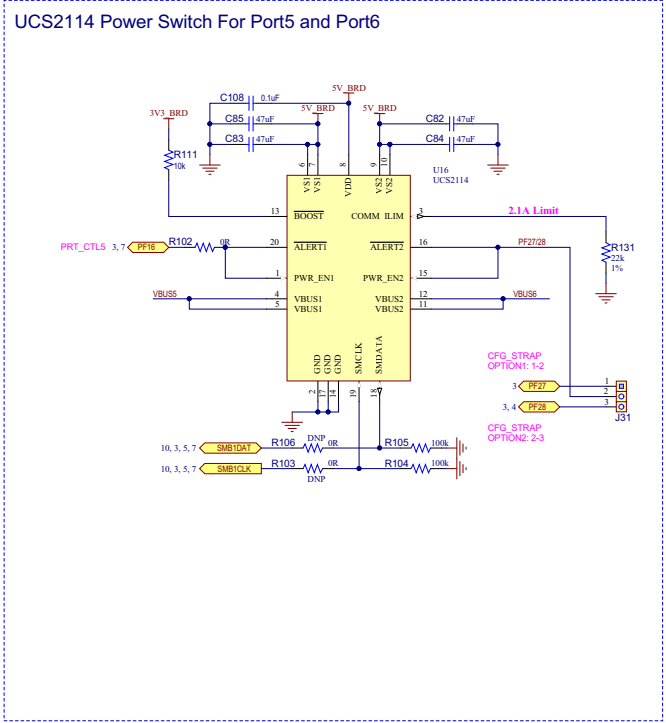 UCS2114 Power Switch For Port5 and Port6
5V_BRD
C108 0.1uF
3V3_BRD
C85 47uF
5V_BRD
5V_BRD
C82 47uF
C83 47uF
C84 47uF
R111
10k
6 7 8 9 10
VS1 VS1 VDD VS2 VS2
U16
UCS2114
13 BOOST
COMM ILIM 3
2.1A Limit
PRT_CTL5 3, 7 PF16 R102 0R 20 ALERT1
ALERT2 16 PF27/28
R131
22k
1%
1 PWR_EN1
PWR_EN2 15
VBUS5 4 VBUS1
VBUS2 12 VBUS6
5 VBUS1
VBUS2 11
GND GND GND SMCLK SMDATA
2 17 14 19 18
CFG_STRAP
OPTION1: 1-2
3 PF27 1
2
3, 4 PF28 3
J31
CFG_STRAP
OPTION2: 2-3
10, 3, 5, 7 SMB1DAT R106 DNP 0R R105 100k
10, 3, 5, 7 SMB1CLK R103 0R R104 100k
DNP